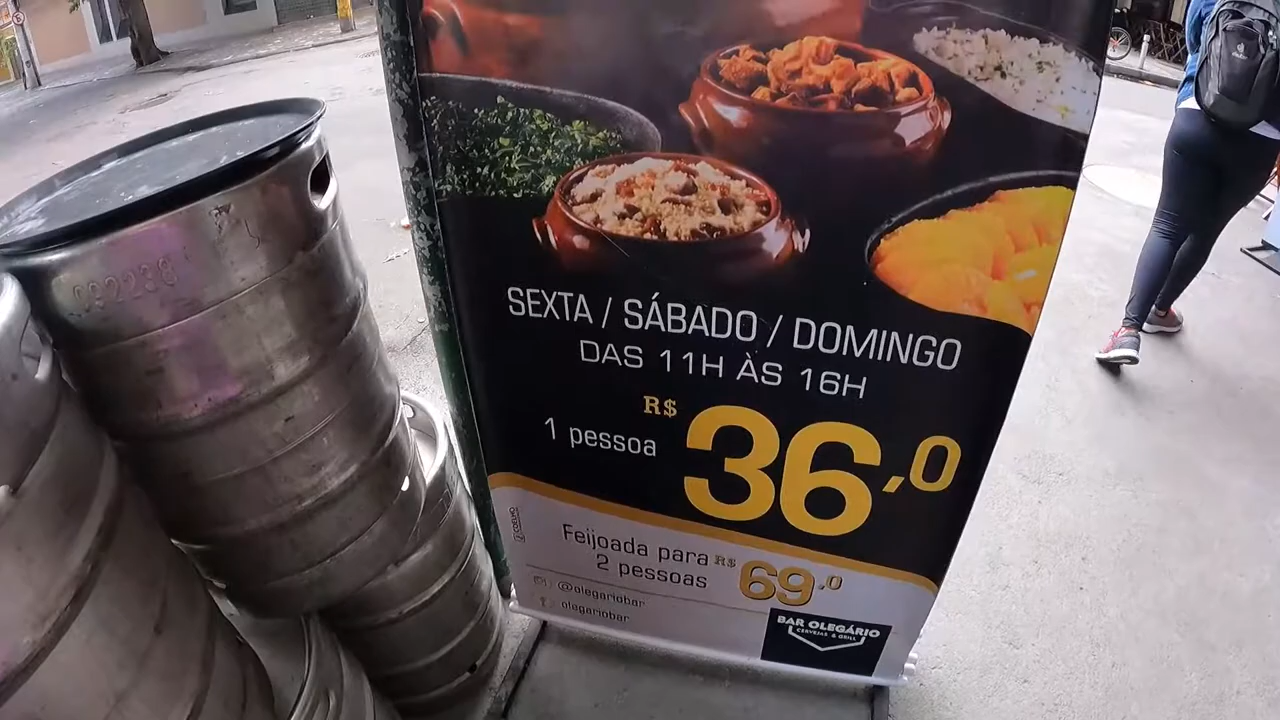 SEXTA / SÁBADO / DOMINGO
DAS 11H ÀS 16H
1 pessoa R$ 36,0
Feijoada para
2 pessoas R$ 69,0
@olegariobar
olegariobar
BAR OLEGÁRIO
CERVEJAS & GRILL
COELHO